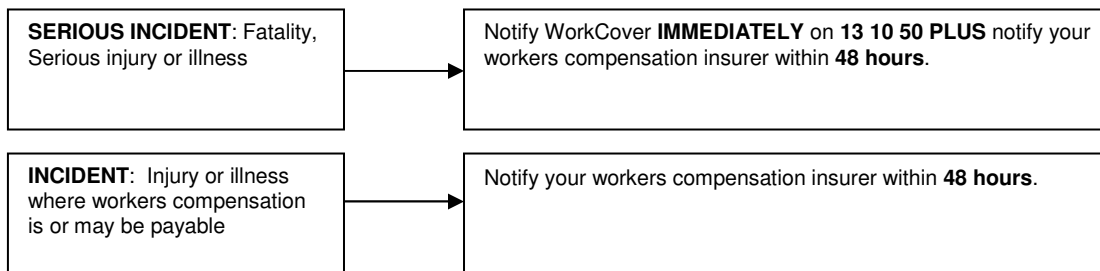 SERIOUS INCIDENT: Fatality,
Serious injury or illness
Notify WorkCover IMMEDIATELY on 13 10 50 PLUS notify your
workers compensation insurer within 48 hours.
INCIDENT:  Injury or illness
where workers compensation
is or may be payable
Notify your workers compensation insurer within 48 hours.